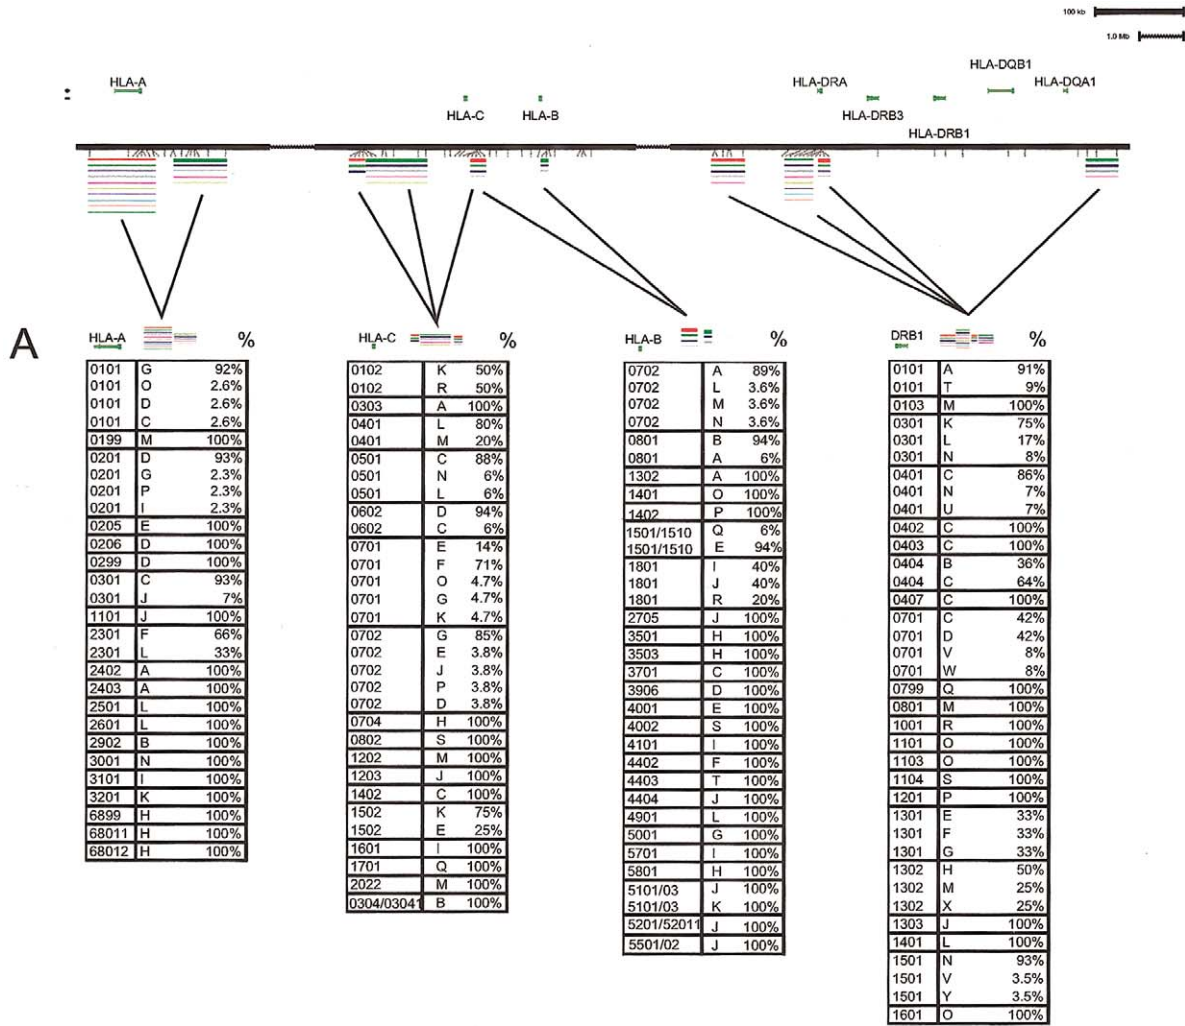 100 kb
1.0 Mb
HLA-DQB1
HLA-A
HLA-DRA
HLA-DQA1
HLA-C
HLA-B
HLA-DRB3
HLA-DRB1
A
HLA-A %
0101 G 92%
0101 O 2.6%
0101 D 2.6%
0101 C 2.6%
0199 M 100%
0201 D 93%
0201 G 2.3%
0201 P 2.3%
0201 I 2.3%
0205 E 100%
0206 D 100%
0299 D 100%
0301 C 93%
0301 J 7%
1101 J 100%
2301 F 66%
2301 L 33%
2402 A 100%
2403 A 100%
2501 L 100%
2601 L 100%
2902 B 100%
3001 N 100%
3101 I 100%
3201 K 100%
6899 H 100%
68011 H 100%
68012 H 100%
HLA-C %
0102 K 50%
0102 R 50%
0303 A 100%
0401 L 80%
0401 M 20%
0501 C 88%
0501 N 6%
0501 L 6%
0602 D 94%
0602 C 6%
0701 E 14%
0701 F 71%
0701 O 4.7%
0701 G 4.7%
0701 K 4.7%
0702 G 85%
0702 E 3.8%
0702 J 3.8%
0702 P 3.8%
0702 D 3.8%
0704 H 100%
0802 S 100%
1202 M 100%
1203 J 100%
1402 C 100%
1502 K 75%
1502 E 25%
1601 I 100%
1701 Q 100%
2022 M 100%
0304/03041 B 100%
HLA-B %
0702 A 89%
0702 L 3.6%
0702 M 3.6%
0702 N 3.6%
0801 B 94%
0801 A 6%
1302 A 100%
1401 O 100%
1402 P 100%
1501/1510 Q 6%
1501/1510 E 94%
1801 I 40%
1801 J 40%
1801 R 20%
2705 J 100%
3501 H 100%
3503 H 100%
3701 C 100%
3906 D 100%
4001 E 100%
4002 S 100%
4101 I 100%
4402 F 100%
4403 T 100%
4404 J 100%
4901 L 100%
5001 G 100%
5701 I 100%
5801 H 100%
5101/03 J 100%
5101/03 K 100%
5201/52011 J 100%
5501/02 J 100%
DRB1 %
0101 A 91%
0101 T 9%
0103 M 100%
0301 K 75%
0301 L 17%
0301 N 8%
0401 C 86%
0401 N 7%
0401 U 7%
0402 C 100%
0403 C 100%
0404 B 36%
0404 C 64%
0407 C 100%
0701 C 42%
0701 D 42%
0701 V 8%
0701 W 8%
0799 Q 100%
0801 M 100%
1001 R 100%
1101 O 100%
1103 O 100%
1104 S 100%
1201 P 100%
1301 E 33%
1301 F 33%
1301 G 33%
1302 H 50%
1302 M 25%
1302 X 25%
1303 J 100%
1401 L 100%
1501 N 93%
1501 V 3.5%
1501 Y 3.5%
1601 O 100%